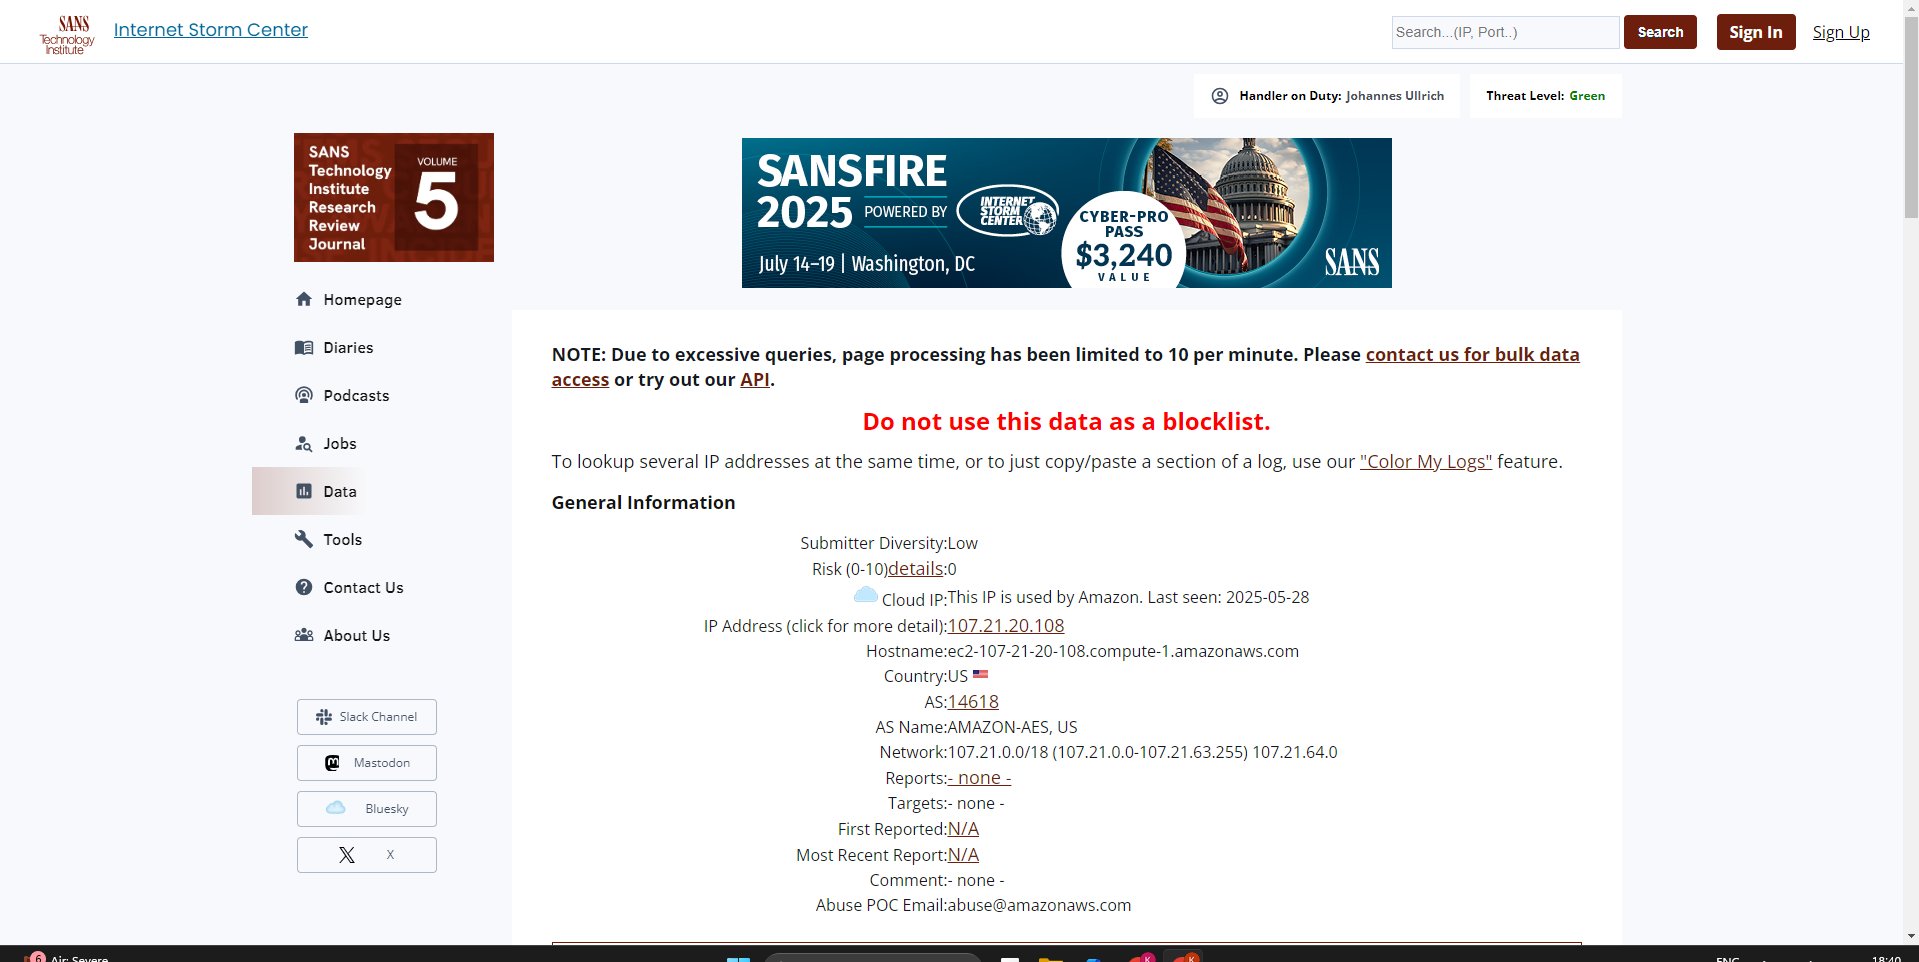 SANS
Technology
Institute
Internet Storm Center
Search...(IP, Port..)
Search
Sign In
Sign Up
Handler on Duty: Johannes Ullrich
Threat Level: Green
SANS
Technology
Institute
Research
Review
Journal
VOLUME
5
SANSFIRE
2025 POWERED BY
INTERNET
STORM
CENTER
July 14–19 | Washington, DC
CYBER-PRO
PASS
$3,240
VALUE
SANS
Homepage
Diaries
Podcasts
Jobs
Data
Tools
Contact Us
About Us
Slack Channel
Mastodon
Bluesky
X
NOTE: Due to excessive queries, page processing has been limited to 10 per minute. Please contact us for bulk data
access or try out our API.
Do not use this data as a blocklist.
To lookup several IP addresses at the same time, or to just copy/paste a section of a log, use our "Color My Logs" feature.
General Information
Submitter Diversity:Low
Risk (0-10)details:0
Cloud IP:This IP is used by Amazon. Last seen: 2025-05-28
IP Address (click for more detail):107.21.20.108
Hostname:ec2-107-21-20-108.compute-1.amazonaws.com
Country:US
AS:14618
AS Name:AMAZON-AES, US
Network:107.21.0.0/18 (107.21.0.0-107.21.63.255) 107.21.64.0
Reports:- none -
Targets:- none -
First Reported:N/A
Most Recent Report:N/A
Comment:- none -
Abuse POC Email:abuse@amazonaws.com
6
Air: Severe
K
K
ENG
18:40